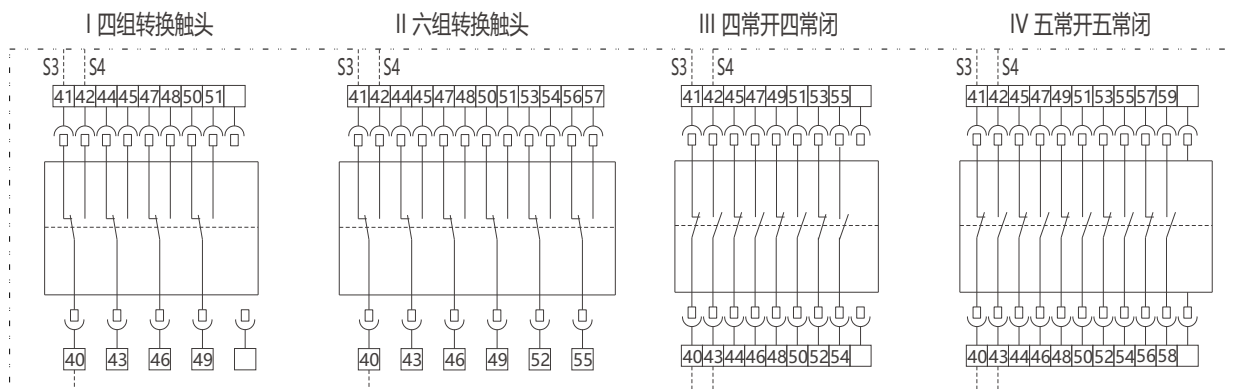 I 四组转换触头 II 六组转换触头 III 四常开四常闭 IV 五常开五常闭
S3 S4 S3 S4 S3 S4 S3 S4
41 42 44 45 47 48 50 51 41 42 44 45 47 48 50 51 53 54 56 57 41 42 45 47 49 51 53 55 41 42 45 47 49 51 53 55 57 59
40 43 46 49 40 43 46 49 52 55 40 43 44 46 48 50 52 54 40 43 44 46 48 50 52 54 56 58